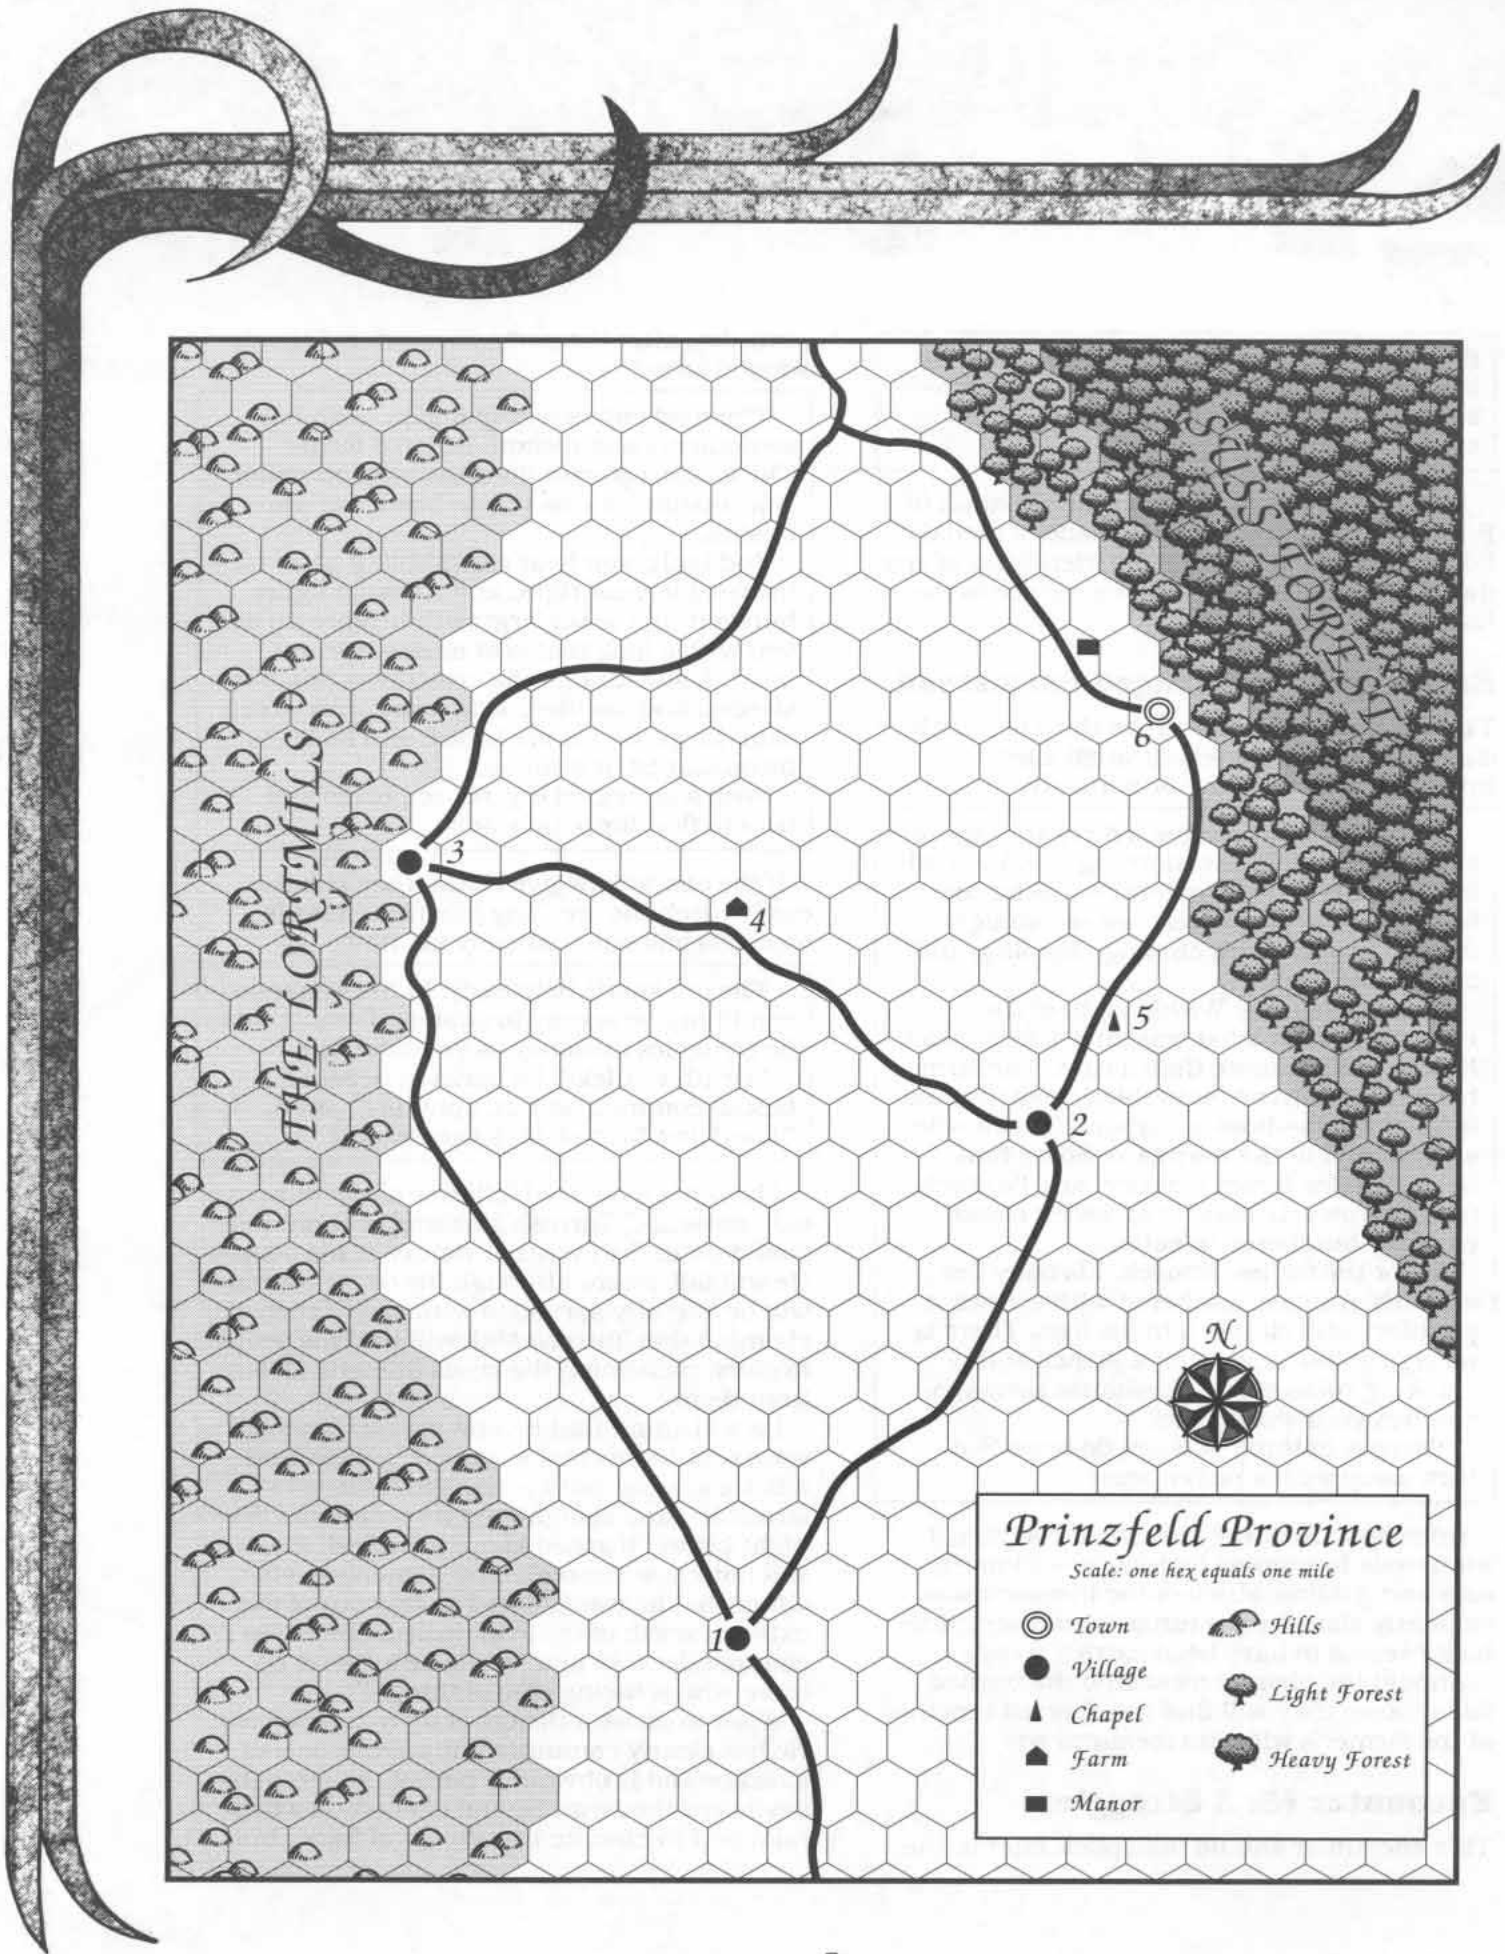 SUSS FOREST
6
THE LORTMILLS
3
4
5
2
N
1
Prinzfeld Province
Scale: one hex equals one mile
Town
Hills
Village
Light Forest
Chapel
Farm
Heavy Forest
Manor